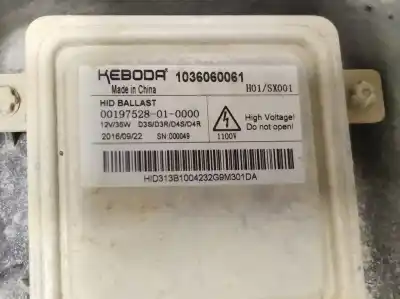 KEBODA 1036060061
Made in China H01/SX001
HID BALLAST
00197528-01-0000
12V/35W D3S/D3R/D4S/D4R
2016/09/22 SN:000049
1100V
High Voltage!
Do not open!
HID313B1004232G9M301DA